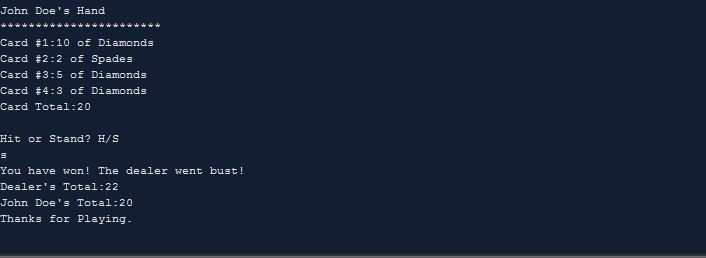 John Doe's Hand
***********************
Card #1:10 of Diamonds
Card #2:2 of Spades
Card #3:5 of Diamonds
Card #4:3 of Diamonds
Card Total:20
Hit or Stand? H/S
s
You have won! The dealer went bust!
Dealer's Total:22
John Doe's Total:20
Thanks for Playing.